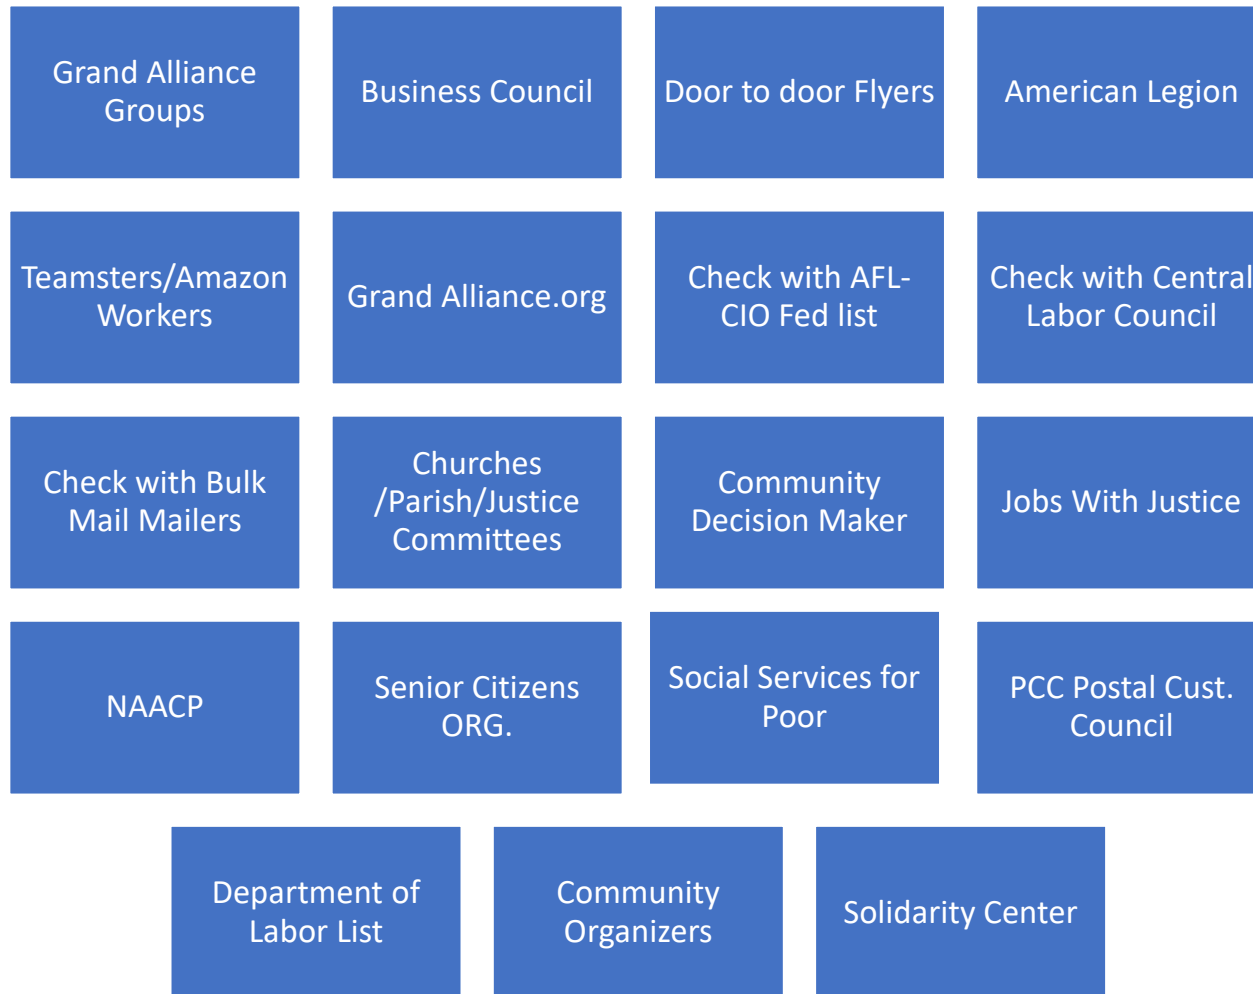 Grand Alliance
Groups
Business Council
Door to door Flyers
American Legion
Teamsters/Amazon
Workers
Grand Alliance.org
Check with AFL-
CIO Fed list
Check with Central
Labor Council
Check with Bulk
Mail Mailers
Churches
/Parish/Justice
Committees
Community
Decision Maker
Jobs With Justice
NAACP
Senior Citizens
ORG.
Social Services for
Poor
PCC Postal Cust.
Council
Department of
Labor List
Community
Organizers
Solidarity Center